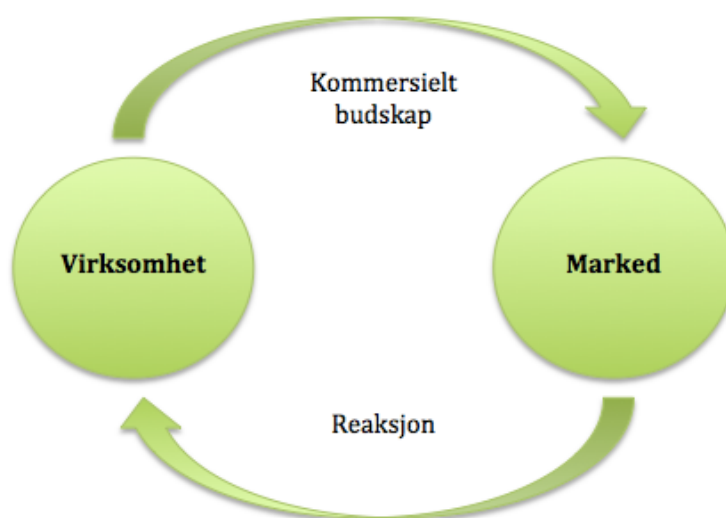 Kommersielt
budskap
Virksomhet
Marked
Reaksjon